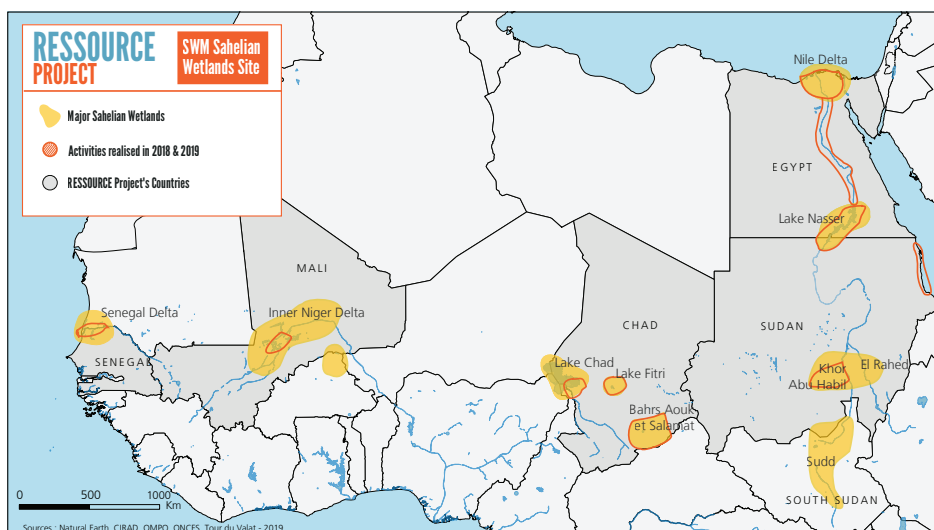 RESSOURCE
PROJECT
SWM Sahelian
Wetlands Site
Major Sahelian Wetlands
Activities realised in 2018 & 2019
RESSOURCE Project's Countries
Nile Delta
EGYPT
Lake Nasser
MALI
Senegal Delta
Inner Niger Delta
SENEGAL
CHAD
SUDAN
Lake Chad
Lake Fitri
Khor
Abu Habil
El Rahed
Bahrs Aouk
et Salamat
Sudd
SOUTH SUDAN
0 500 1000
Km
Sources : Natural Earth, CIRAD, OMPO, ONCFS, Tour du Valat - 2019